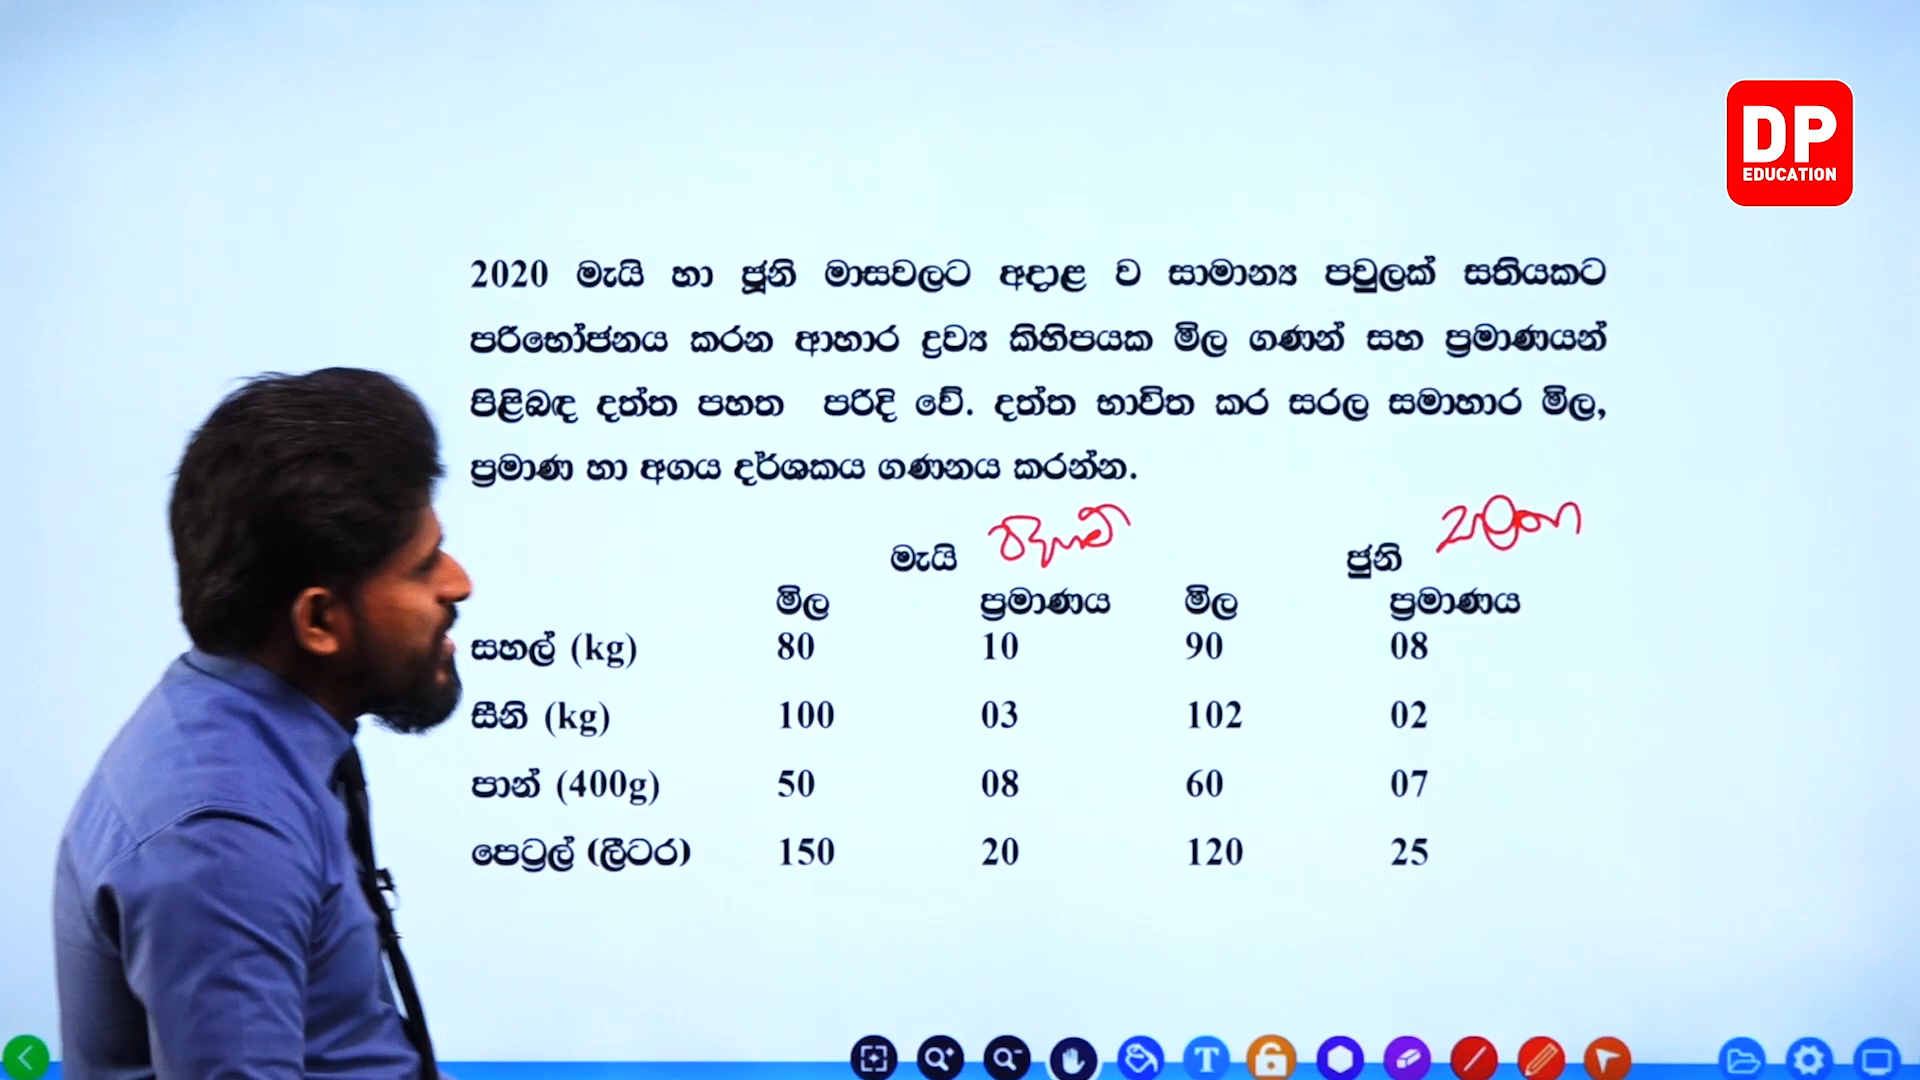 DP
EDUCATION
2020 මැයි හා ජූනි මාසවලට අදාළ ව සාමාන්‍ය පවුලක් සතියකට
පරිභෝජනය කරන ආහාර ද්‍රව්‍ය කිහිපයක මිල ගණන් සහ ප්‍රමාණයන්
පිළිබඳ දත්ත පහත පරිදි වේ. දත්ත භාවිත කර සරල සමාහාර මිල,
ප්‍රමාණ හා අගය දර්ශකය ගණනය කරන්න.
මැයි ජුනි
මිල ප්‍රමාණය මිල ප්‍රමාණය
සහල් (kg) 80 10 90 08
සීනි (kg) 100 03 102 02
පාන් (400g) 50 08 60 07
පෙට්‍රල් (ලීටර) 150 20 120 25
T